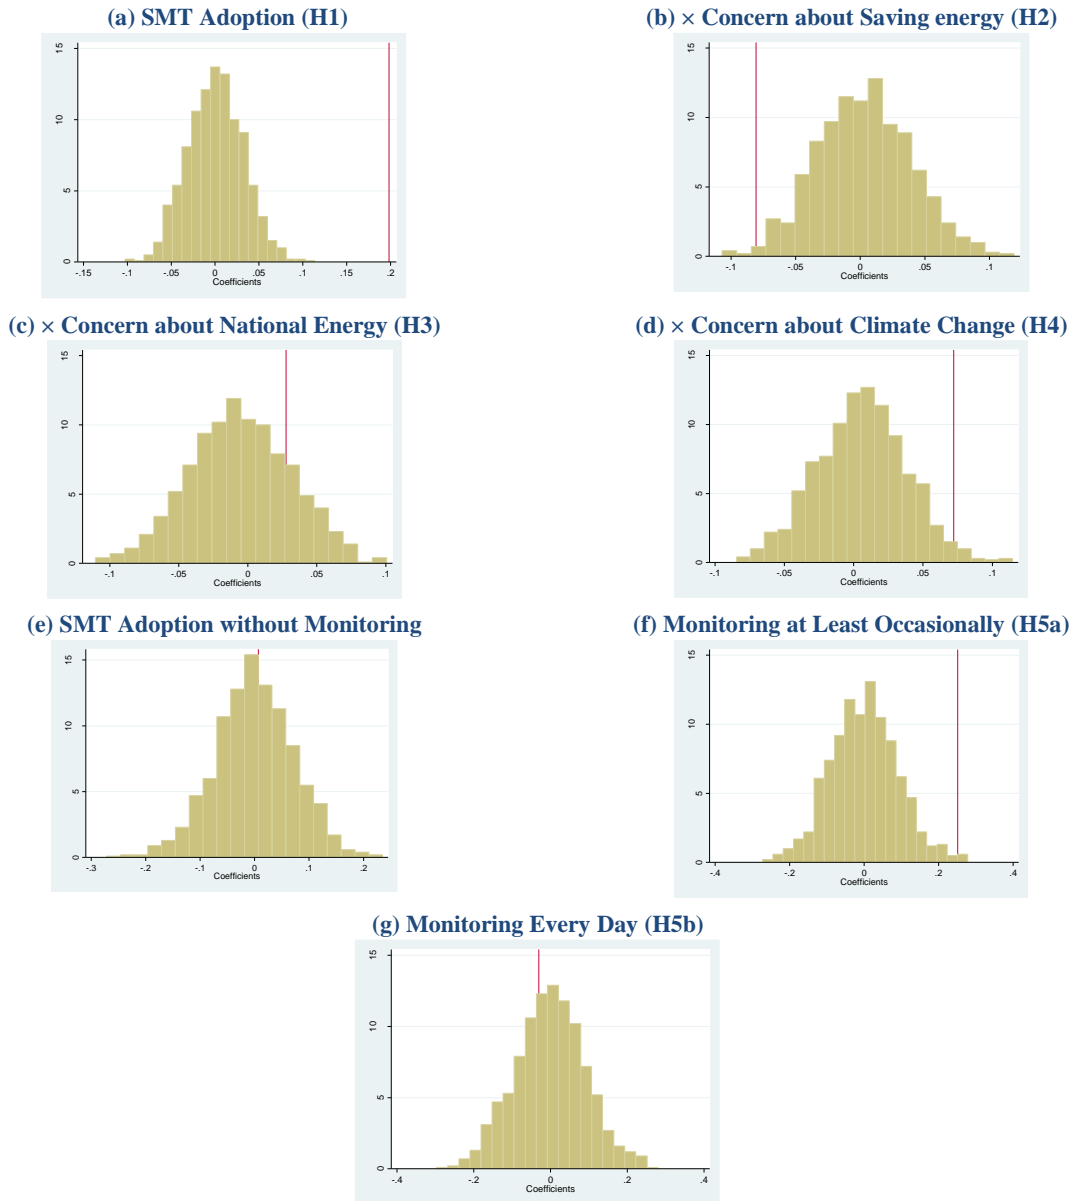 (a) SMT Adoption (H1)
15
10
5
0
-.15 -.1 -.05 0 .05 .1 .15 .2
Coefficients
(b) × Concern about Saving energy (H2)
15
10
5
0
-.1 -.05 0 .05 .1
Coefficients
(c) × Concern about National Energy (H3)
15
10
5
0
-.1 -.05 0 .05 .1
Coefficients
(d) × Concern about Climate Change (H4)
15
10
5
0
-.1 -.05 0 .05 .1
Coefficients
(e) SMT Adoption without Monitoring
15
10
5
0
-.3 -.2 -.1 0 .1 .2
Coefficients
(f) Monitoring at Least Occasionally (H5a)
15
10
5
0
-.4 -.2 0 .2 .4
Coefficients
(g) Monitoring Every Day (H5b)
15
10
5
0
-.4 -.2 0 .2 .4
Coefficients